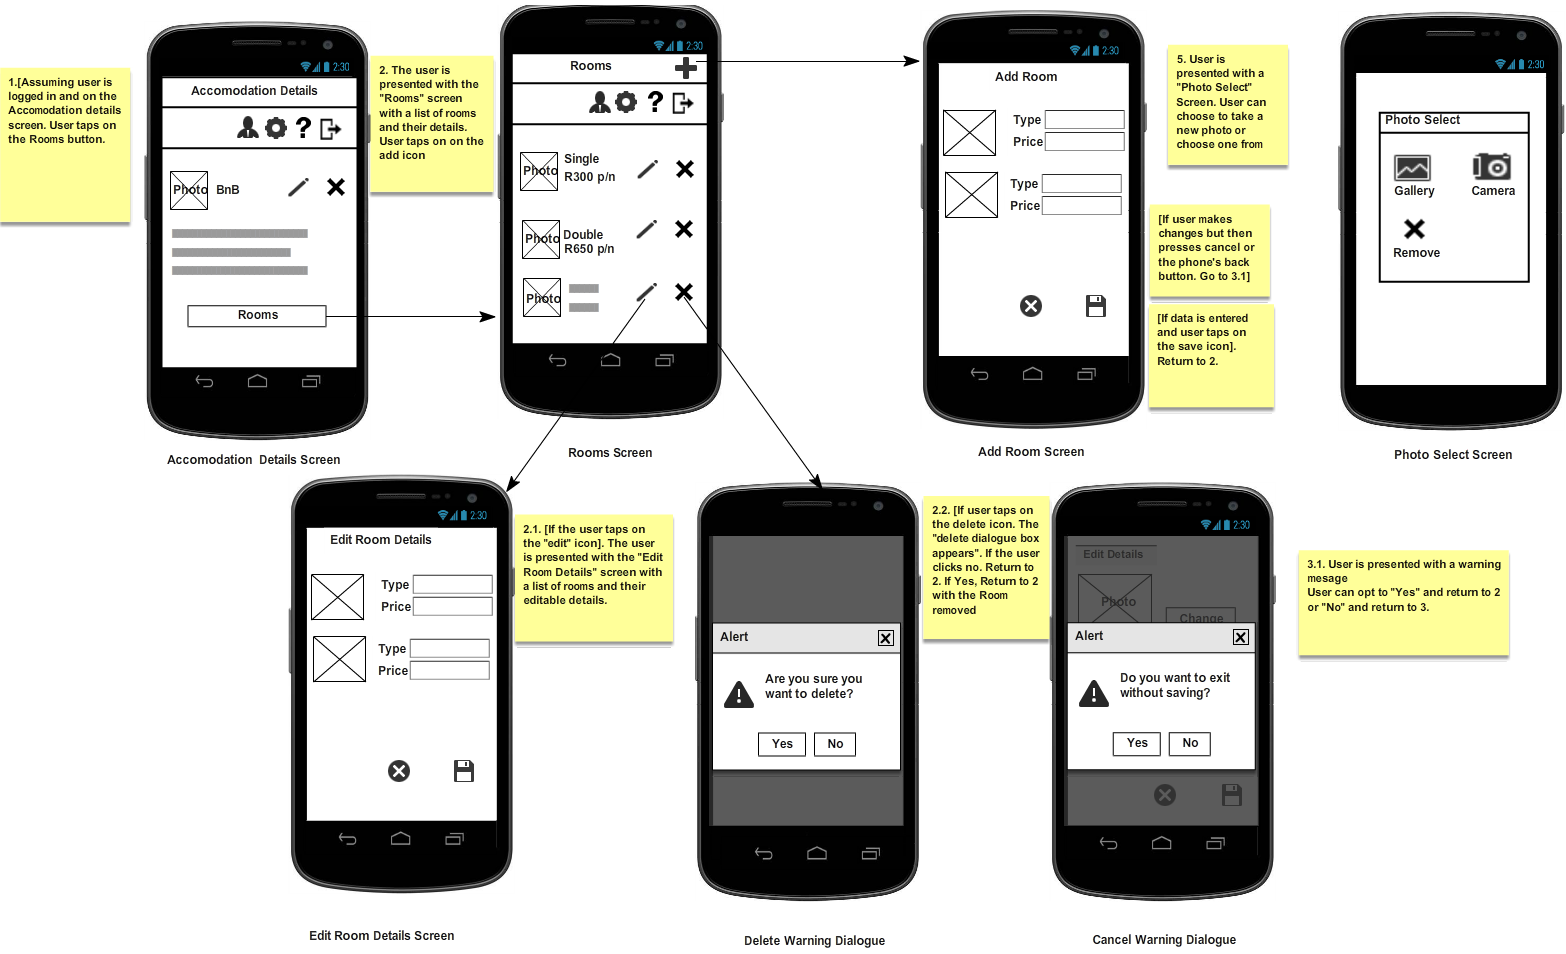 1.[Assuming user is
logged in and on the
Accomodation details
screen. User taps on
the Rooms button.
2:30
Accomodation Details
?
Photo
BnB
Rooms
Accomodation Details Screen
2. The user is
presented with the
"Rooms" screen
with a list of rooms
and their details.
User taps on on the
add icon
2:30
Rooms
?
Photo
Single
R300 p/n
Photo
Double
R650 p/n
Photo
Rooms Screen
2:30
Add Room
Type
Price
Type
Price
Add Room Screen
5. User is
presented with a
"Photo Select"
Screen. User can
choose to take a
new photo or
choose one from
[If user makes
changes but then
presses cancel or
the phone's back
button. Go to 3.1]
[If data is entered
and user taps on
the save icon].
Return to 2.
2:30
Photo Select
Gallery
Camera
Remove
Photo Select Screen
2:30
Edit Room Details
Type
Price
Type
Price
Edit Room Details Screen
2.1. [If the user taps on
the "edit" icon]. The user
is presented with the "Edit
Room Details" screen with
a list of rooms and their
editable details.
2:30
Alert
Are you sure you
want to delete?
Yes
No
Delete Warning Dialogue
2.2. [If user taps on
the delete icon. The
"delete dialogue box
appears". If the user
clicks no. Return to
2. If Yes, Return to 2
with the Room
removed
2:30
Edit Details
Photo
Change
Alert
Do you want to exit
without saving?
Yes
No
Cancel Warning Dialogue
3.1. User is presented with a warning
mesage
User can opt to "Yes" and return to 2
or "No" and return to 3.